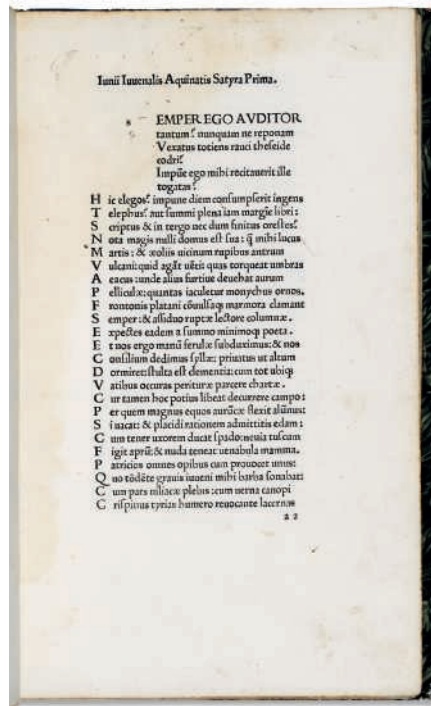 Iunii Iuuenalis Aquinatis Satyra Prima.
s EMPER EGO AVDITOR
tantum? nunquam ne reponam
Vexatus totiens rauci theseide
codri?
Impūe ego mihi recitauerit ille
togatas?
H ic elegos? impune diem consumpserit ingens
T elephus? aut summi plena iam margīe libri:
S criptus & in tergo nec dum finitus orestes?
N ota magis nulli domus est sua: q̄ mihi lucus
M artis: & æoliis uicinum rupibus antrum
V ulcani: quid agāt uēti: quas torqueat umbras
A eacus: unde alius furtiue deuehat aurum
P elliculæ: quantas iaculetur monychus ornos.
F rontonis platani cōuulsaq; marmora clamant
S emper: & assiduo ruptæ lectore columnæ.
E xpectes eadem a summo minimoq; poeta.
E t nos ergo manū ferulæ subduximus: & nos
C onsilium dedimus syllæ: priuatus ut altum
D ormiret: stulta est clementia: cum tot ubiq;
V atibus occuras perituræ parcere chartæ.
C ur tamen hoc potius libeat decurrere campo:
P er quem magnus equos aurūcæ flexit alūnus:
S i uacat: & placidi rationem admittitis edam:
C um tener uxorem ducat spado: neuia tuscum
F igit aprū: & nuda teneat uenabula mamma.
P atricios omnes opibus cum prouocet unus:
Q uo tōdēte grauis iuueni mihi barba sonabat:
C um pars niliacæ plebis: cum uerna canopi
C rispinus tyrias humero reuocante lacernas
a 2